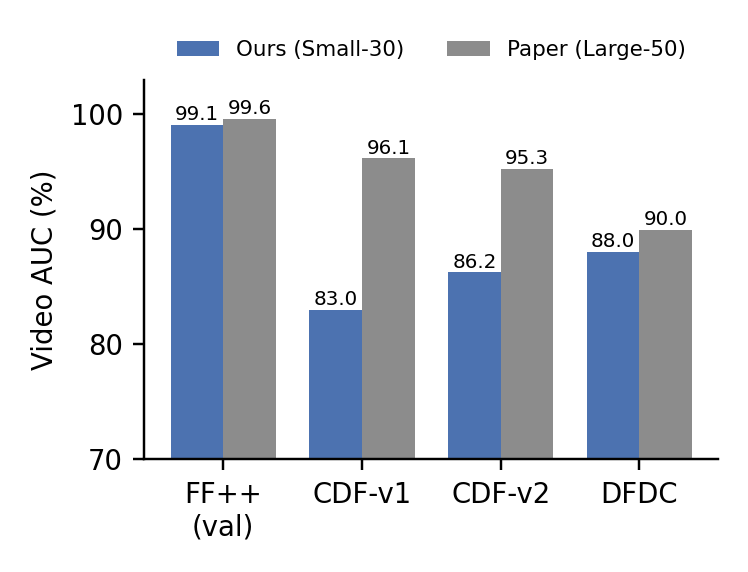 Ours (Small-30) Paper (Large-50)
99.1 99.6
100
96.1
95.3
90.0
90
88.0
86.2
83.0
80
70
Video AUC (%)
FF++ CDF-v1 CDF-v2 DFDC
(val)